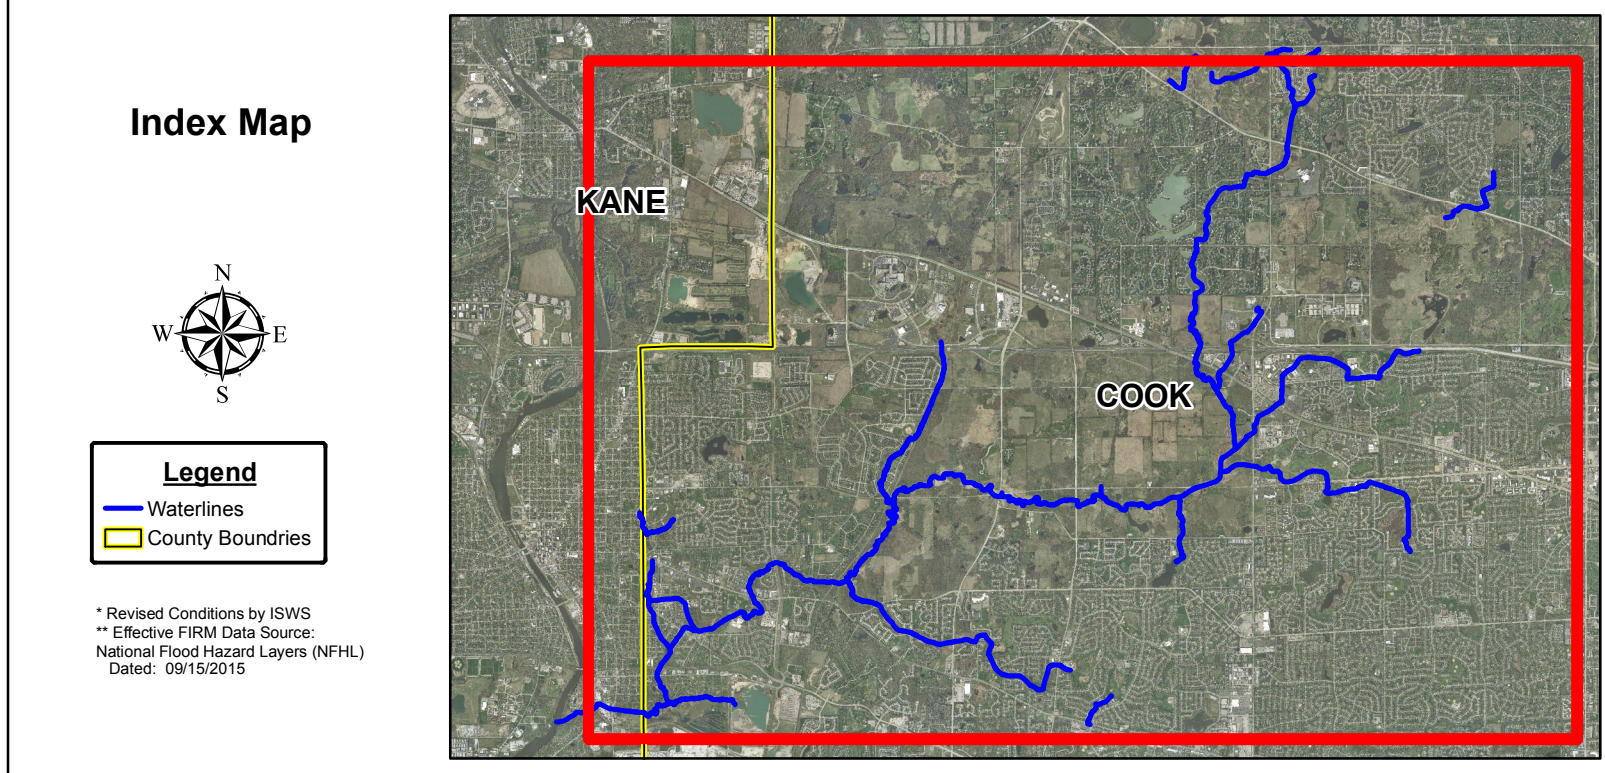 Index Map
N
W E
S
Legend
Waterlines
County Boundries
* Revised Conditions by ISWS
** Effective FIRM Data Source:
National Flood Hazard Layers (NFHL)
Dated: 09/15/2015
KANE
COOK